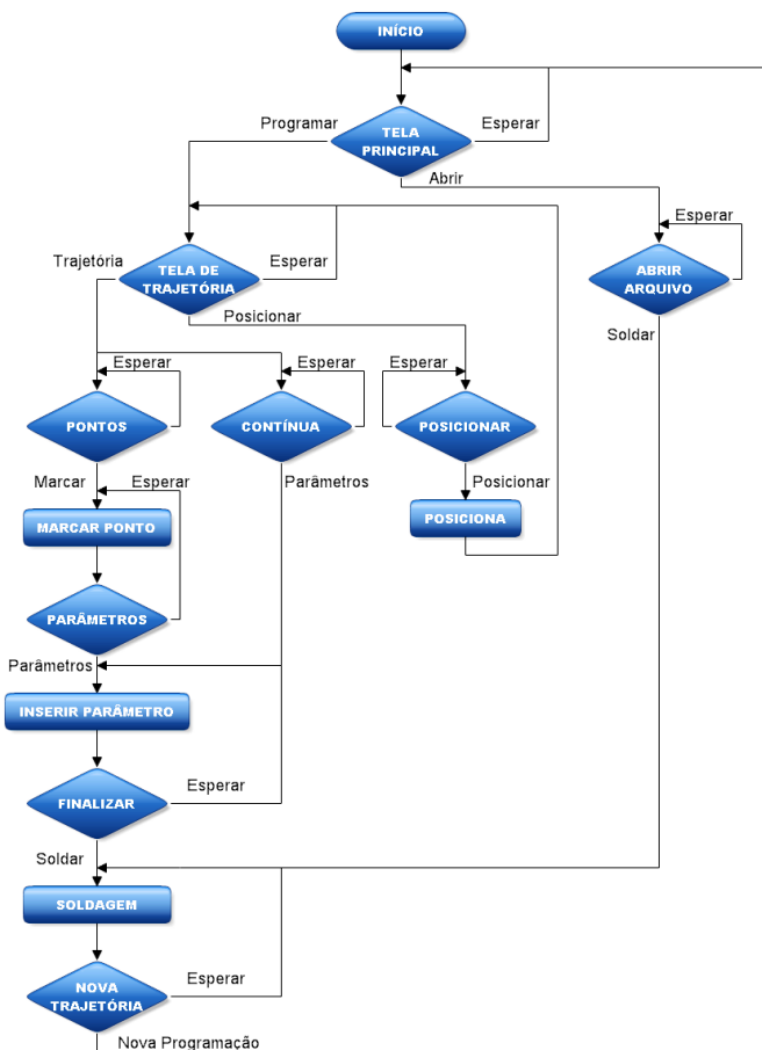 INÍCIO
Programar
TELA
PRINCIPAL
Esperar
Abrir
Trajetória
TELA DE
TRAJETÓRIA
Esperar
Esperar
ABRIR
ARQUIVO
Posicionar
Soldar
Esperar
PONTOS
Esperar
CONTÍNUA
Esperar
POSICIONAR
Marcar
Esperar
Parâmetros
Posicionar
MARCAR PONTO
POSICIONA
PARÂMETROS
Parâmetros
INSERIR PARÂMETRO
Esperar
FINALIZAR
Soldar
SOLDAGEM
NOVA
TRAJETÓRIA
Esperar
Nova Programação